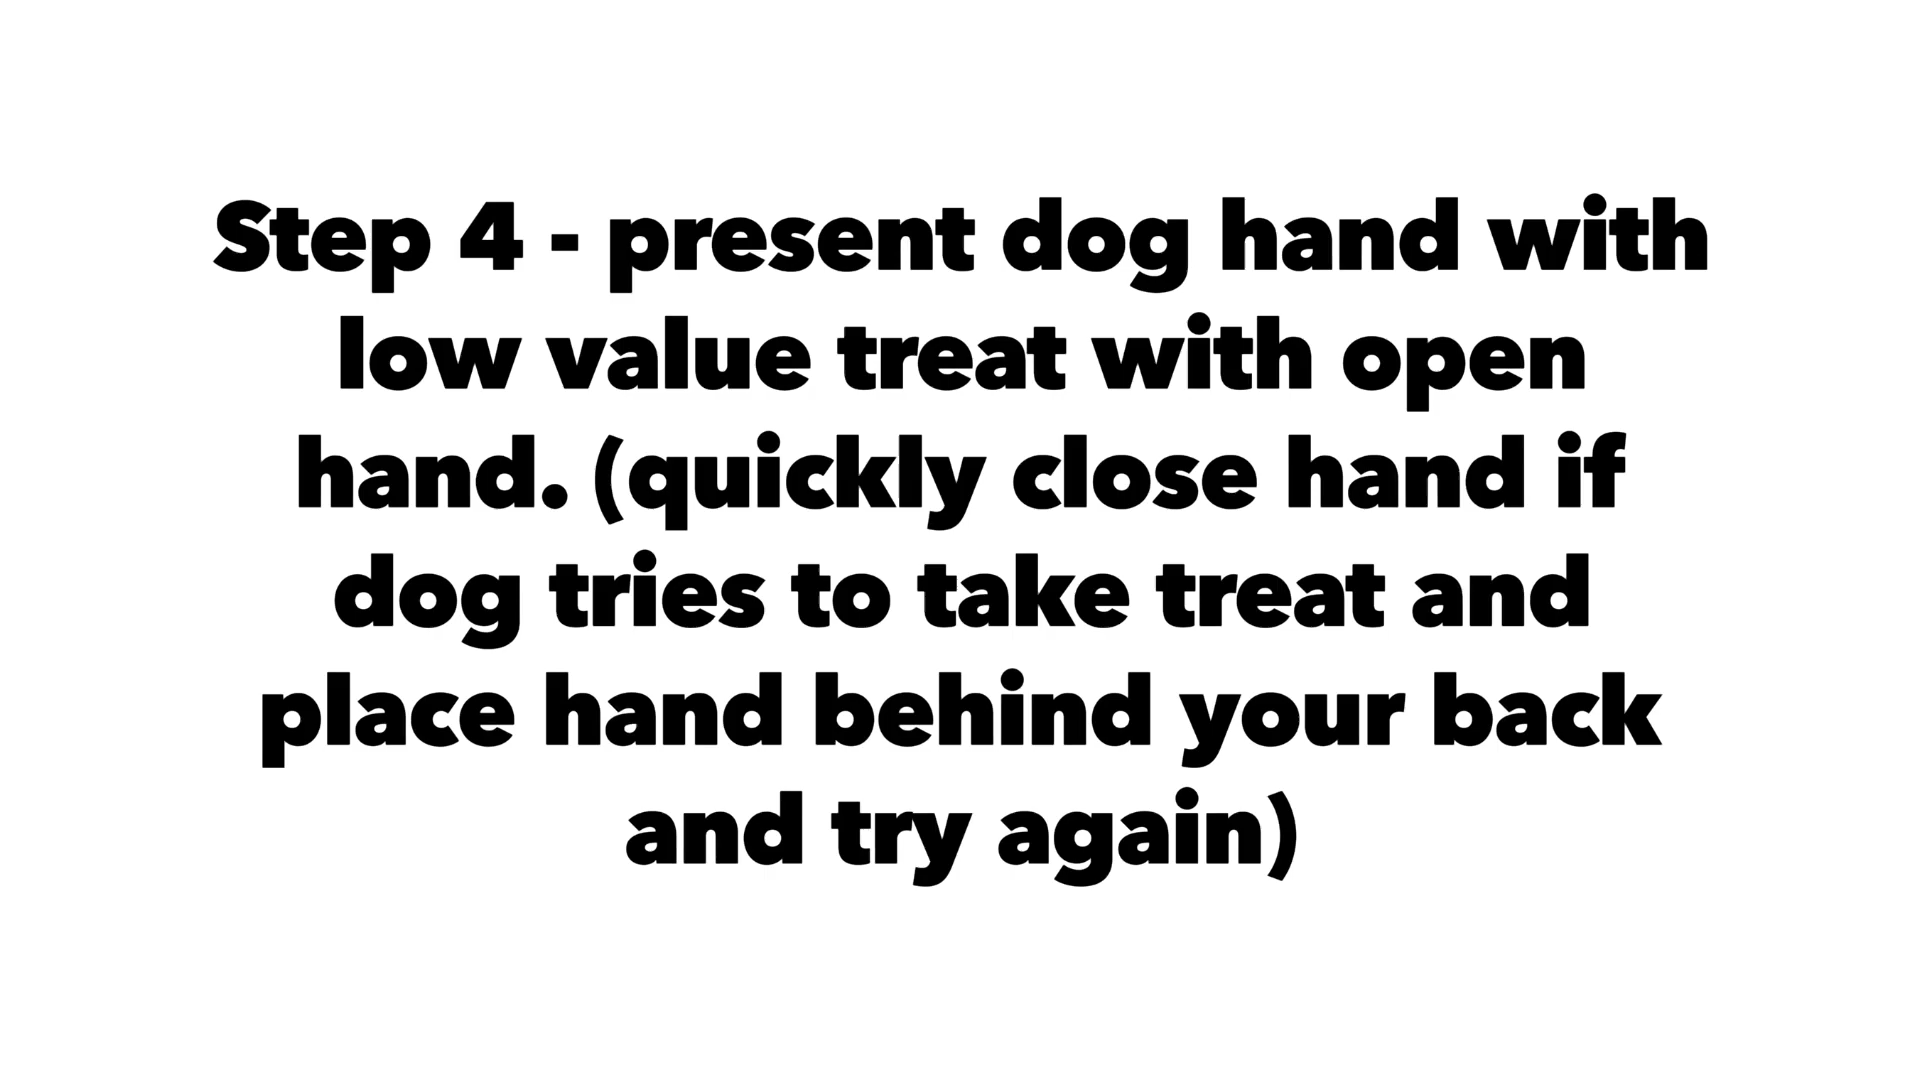 Step 4 - present dog hand with
low value treat with open
hand. (quickly close hand if
dog tries to take treat and
place hand behind your back
and try again)